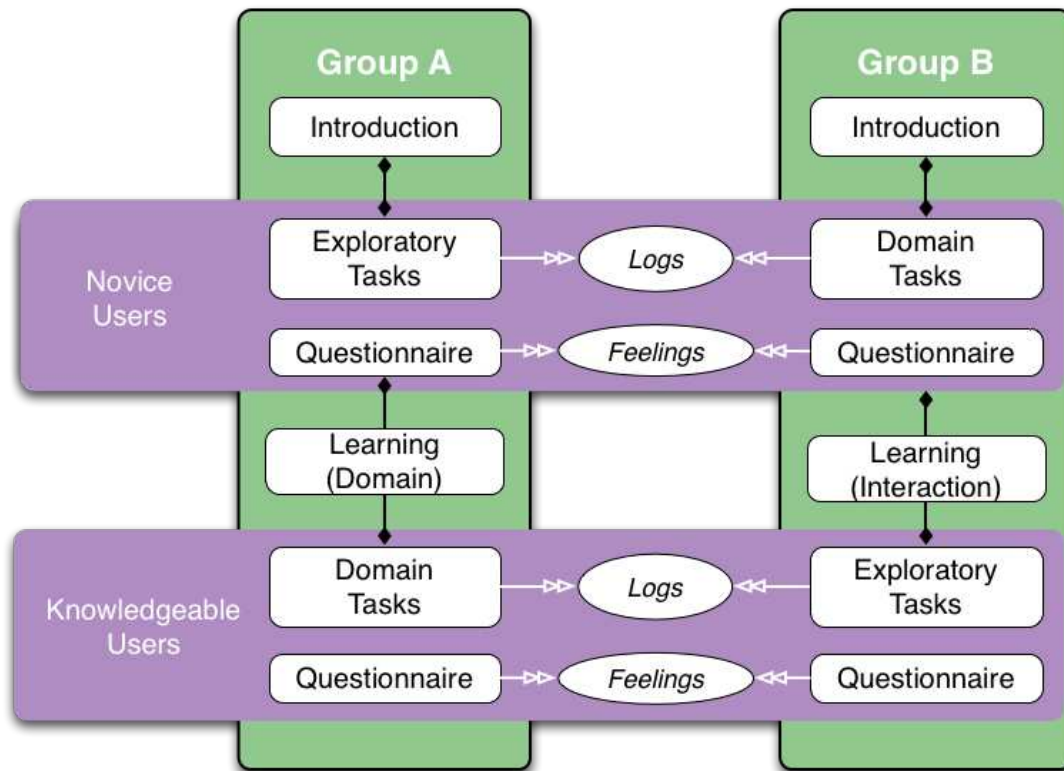 Group A
Group B
Introduction
Introduction
Novice
Users
Exploratory
Tasks
Logs
Domain
Tasks
Questionnaire
Feelings
Questionnaire
Learning
(Domain)
Learning
(Interaction)
Knowledgeable
Users
Domain
Tasks
Logs
Exploratory
Tasks
Questionnaire
Feelings
Questionnaire